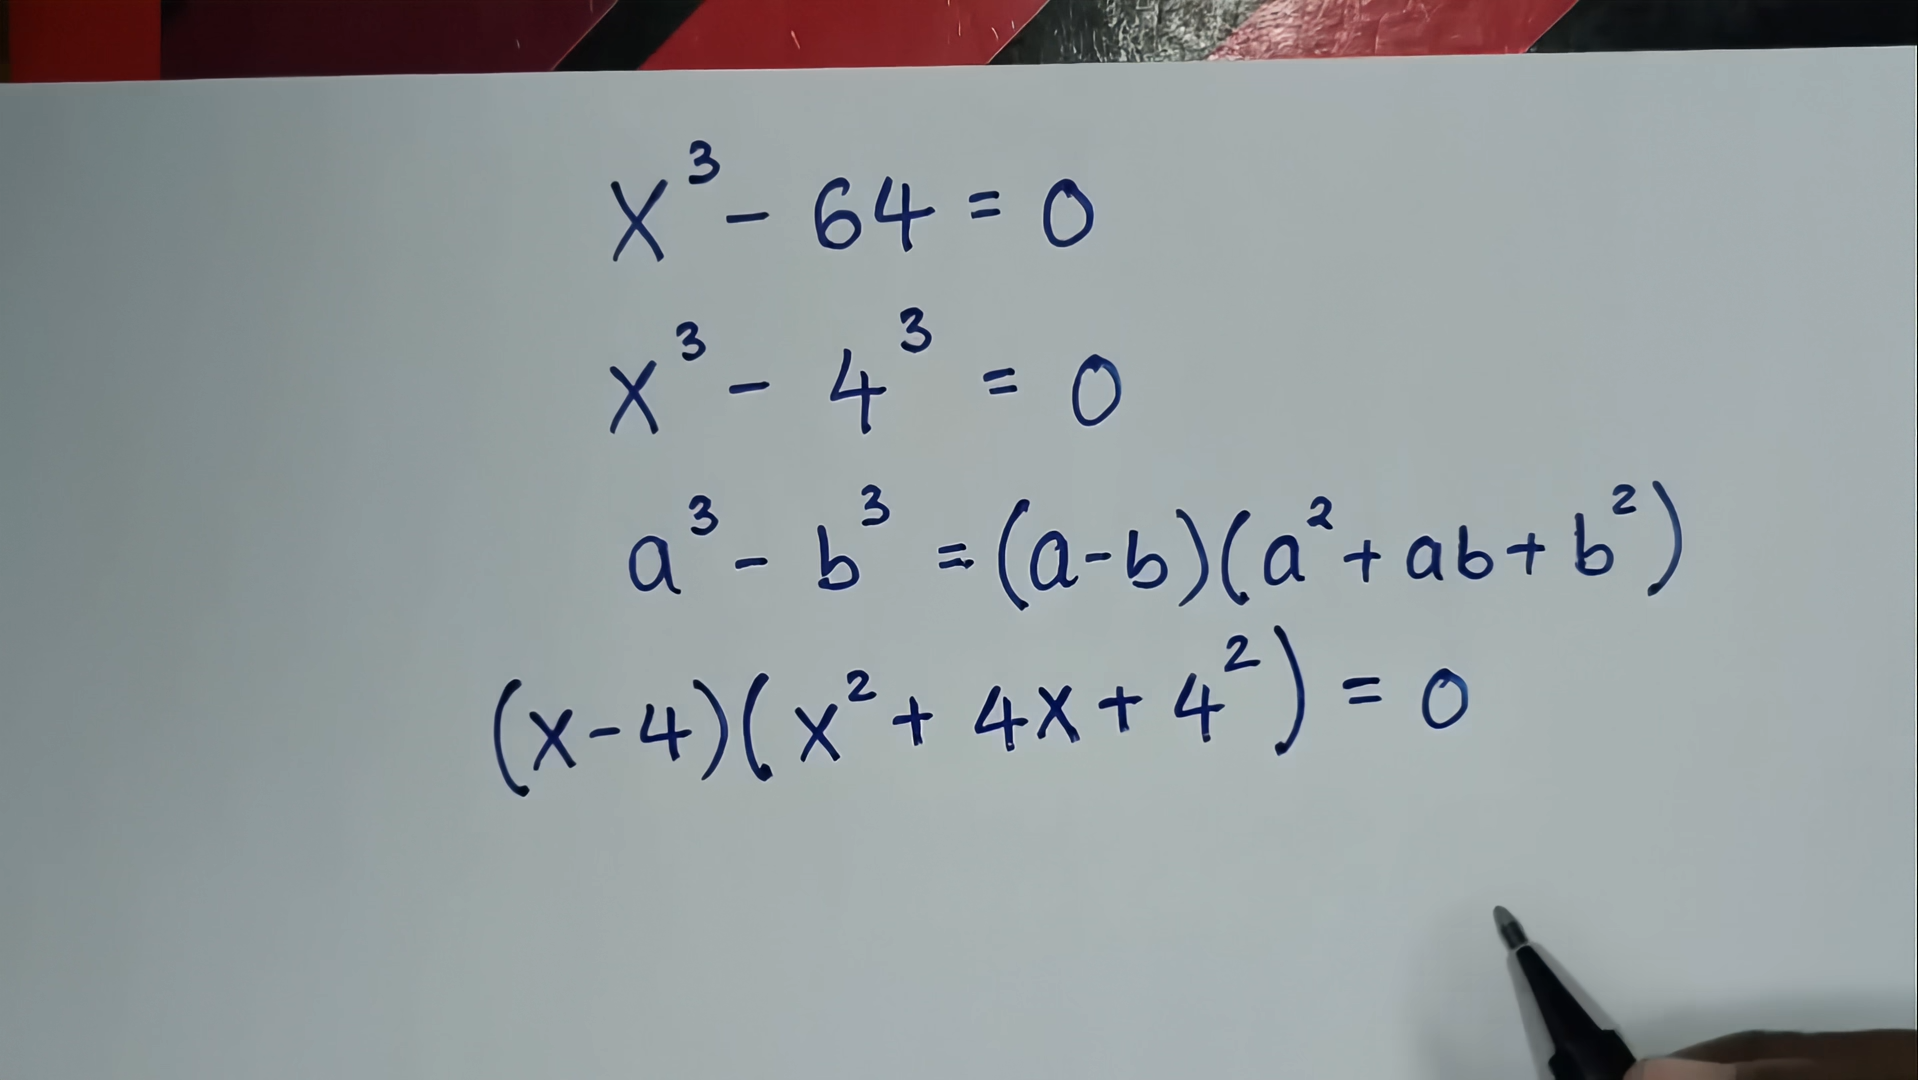 x³ - 64 = 0
x³ - 4³ = 0
a³ - b³ = (a-b)(a² + ab + b²)
(x-4)(x² + 4x + 4²) = 0